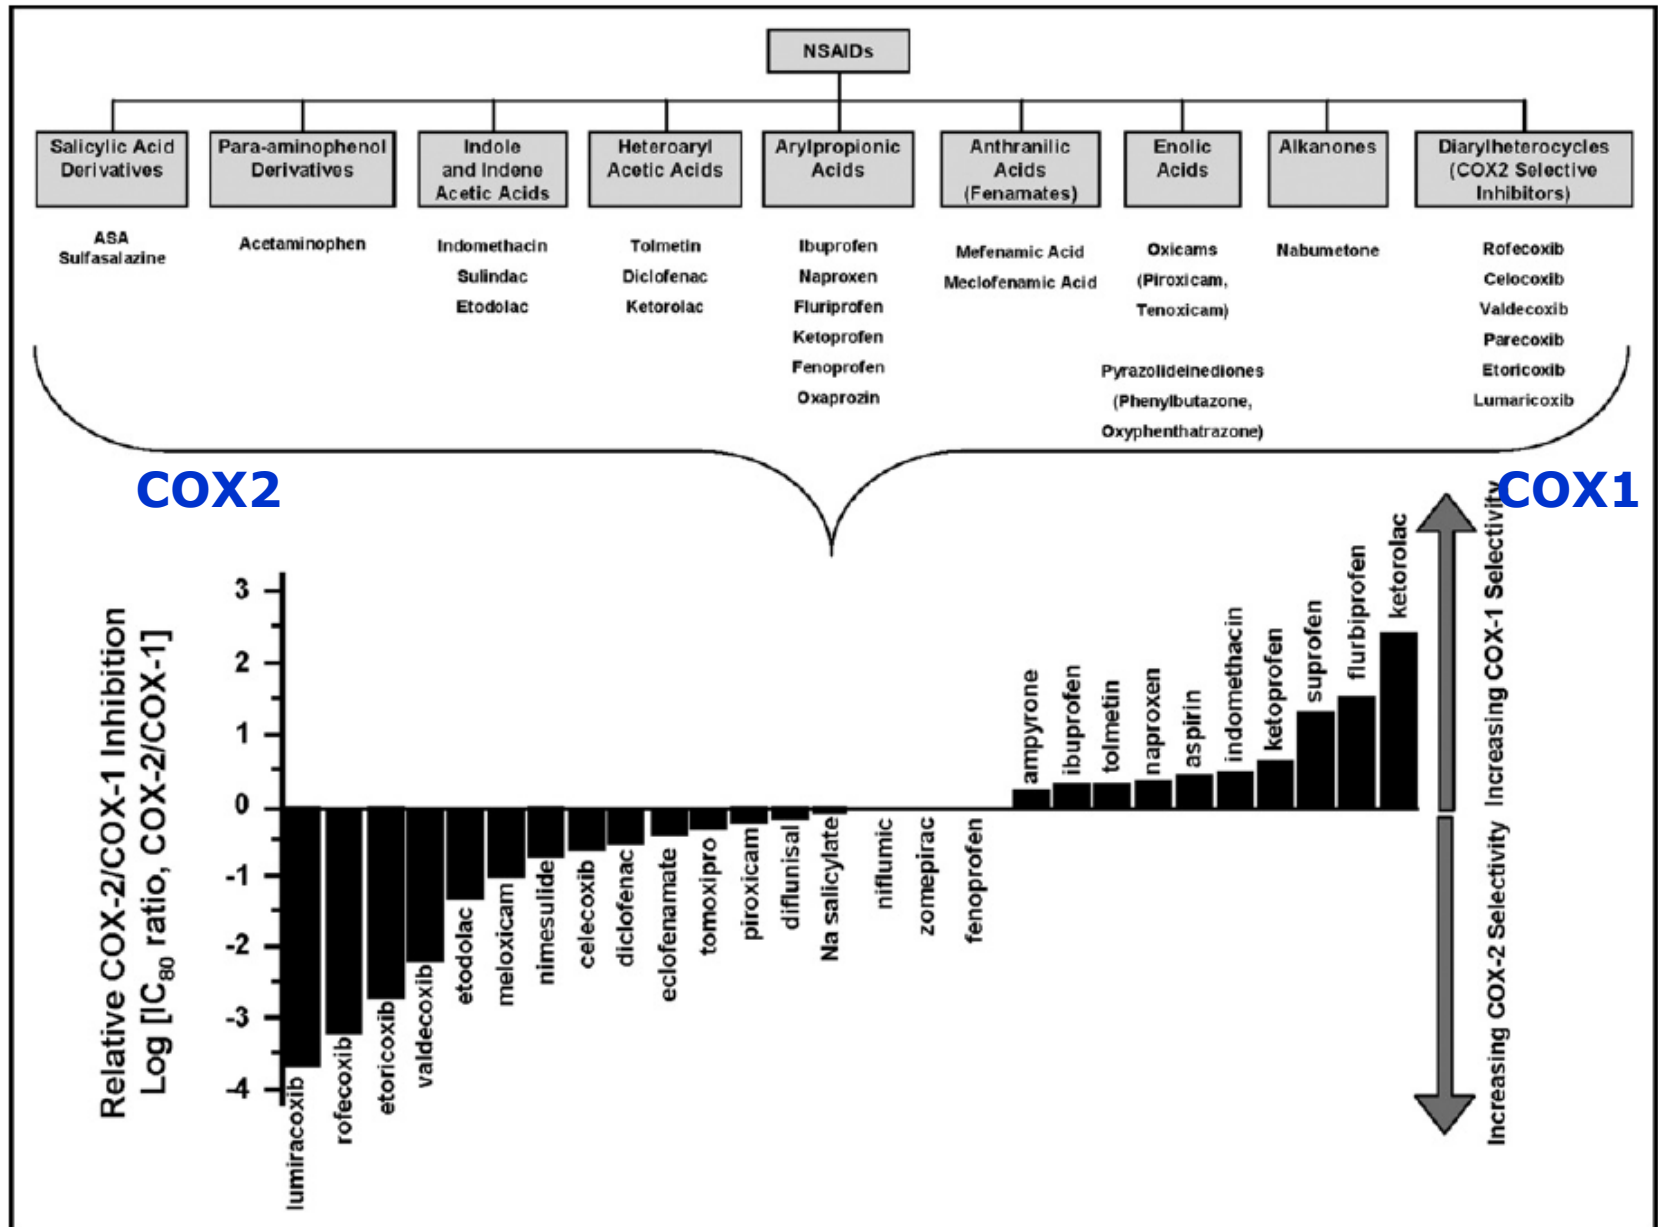 NSAIDs
Salicylic Acid
Derivatives
Para-aminophenol
Derivatives
Indole
and Indene
Acetic Acids
Heteroaryl
Acetic Acids
Arylpropionic
Acids
Anthranilic
Acids
(Fenamates)
Enolic
Acids
Alkanones
Diarylheterocycles
(COX2 Selective
Inhibitors)
ASA
Sulfasalazine
Acetaminophen
Indomethacin
Sulindac
Etodolac
Tolmetin
Diclofenac
Ketorolac
Ibuprofen
Naproxen
Fluriprofen
Ketoprofen
Fenoprofen
Oxaprozin
Mefenamic Acid
Meclofenamic Acid
Oxicams
(Piroxicam,
Tenoxicam)
Pyrazolideinediones
(Phenylbutazone,
Oxyphenthatrazone)
Nabumetone
Rofecoxib
Celocoxib
Valdecoxib
Parecoxib
Etoricoxib
Lumaricoxib
COX2
COX1
Relative COX-2/COX-1 Inhibition
Log [IC80 ratio, COX-2/COX-1]
3
2
1
0
-1
-2
-3
-4
lumiracoxib
rofecoxib
etoricoxib
valdecoxib
etodolac
meloxicam
nimesulide
celecoxib
diclofenac
eclofenamate
tomoxipro
piroxicam
diflunisal
Na salicylate
niflumic
zomepirac
fenoprofen
ampyrone
ibuprofen
tolmetin
naproxen
aspirin
indomethacin
ketoprofen
suprofen
flurbiprofen
ketorolac
Increasing COX-1 Selectivity
Increasing COX-2 Selectivity